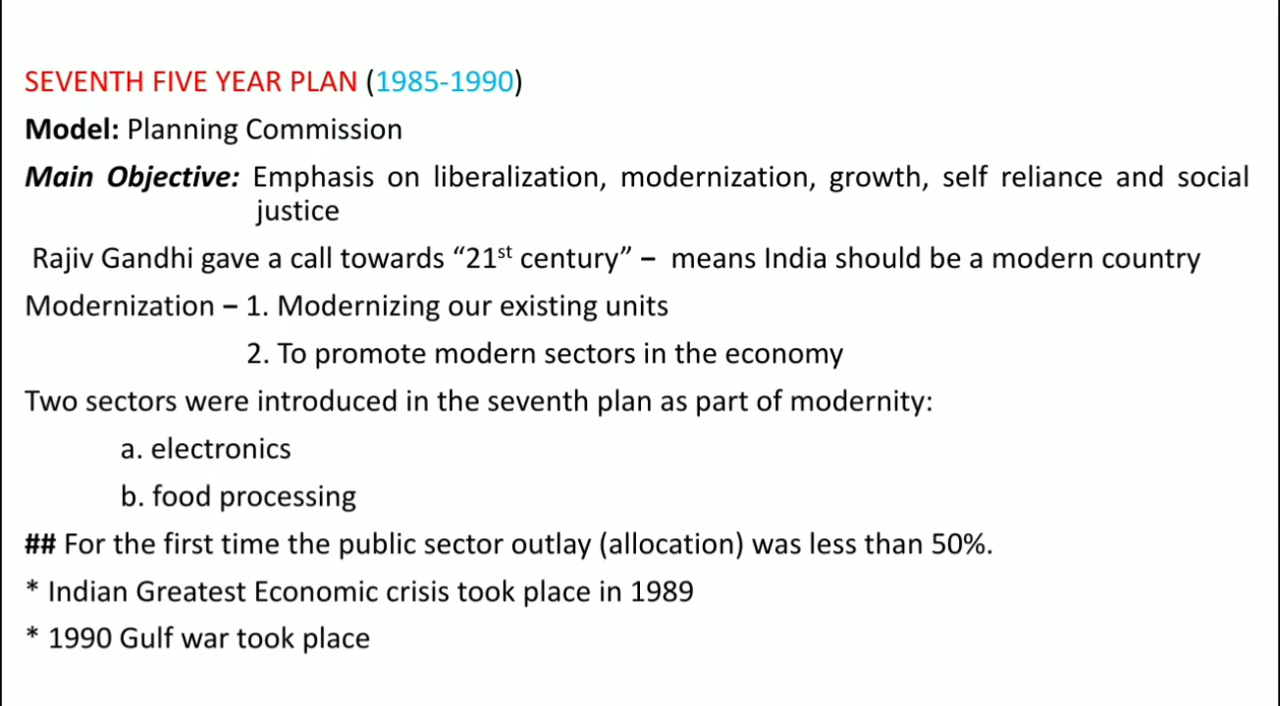 SEVENTH FIVE YEAR PLAN (1985-1990)
Model: Planning Commission
Main Objective: Emphasis on liberalization, modernization, growth, self reliance and social
justice
Rajiv Gandhi gave a call towards “21st century” – means India should be a modern country
Modernization – 1. Modernizing our existing units
2. To promote modern sectors in the economy
Two sectors were introduced in the seventh plan as part of modernity:
a. electronics
b. food processing
## For the first time the public sector outlay (allocation) was less than 50%.
* Indian Greatest Economic crisis took place in 1989
* 1990 Gulf war took place